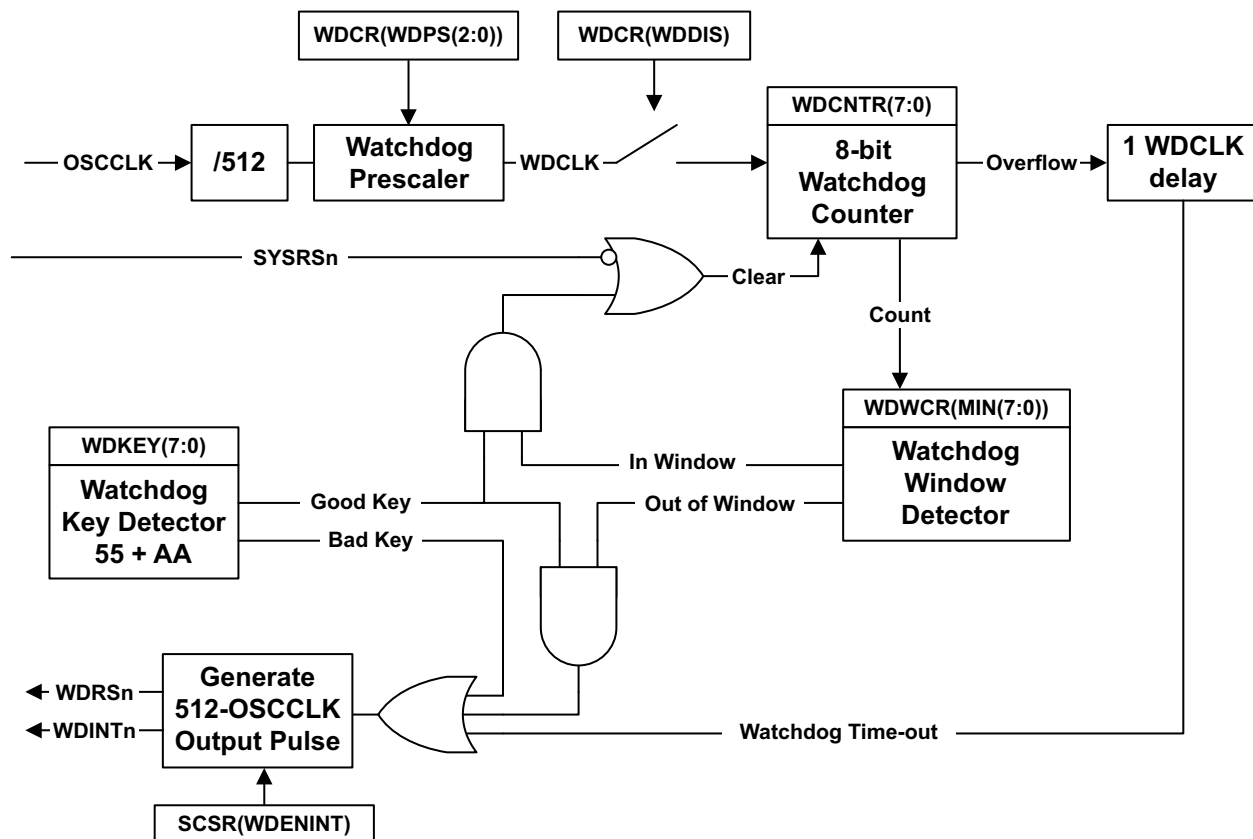 WDCR(WDPS(2:0))
WDCR(WDDIS)
WDCNTR(7:0)
OSCCLK
/512
Watchdog
Prescaler
WDCLK
8-bit
Watchdog
Counter
Overflow
1 WDCLK
delay
SYSRSn
Clear
Count
WDWCR(MIN(7:0))
Watchdog
Window
Detector
WDKEY(7:0)
Watchdog
Key Detector
55 + AA
In Window
Good Key
Out of Window
Bad Key
Generate
512-OSCCLK
Output Pulse
WDRSn
WDINTn
Watchdog Time-out
SCSR(WDENINT)